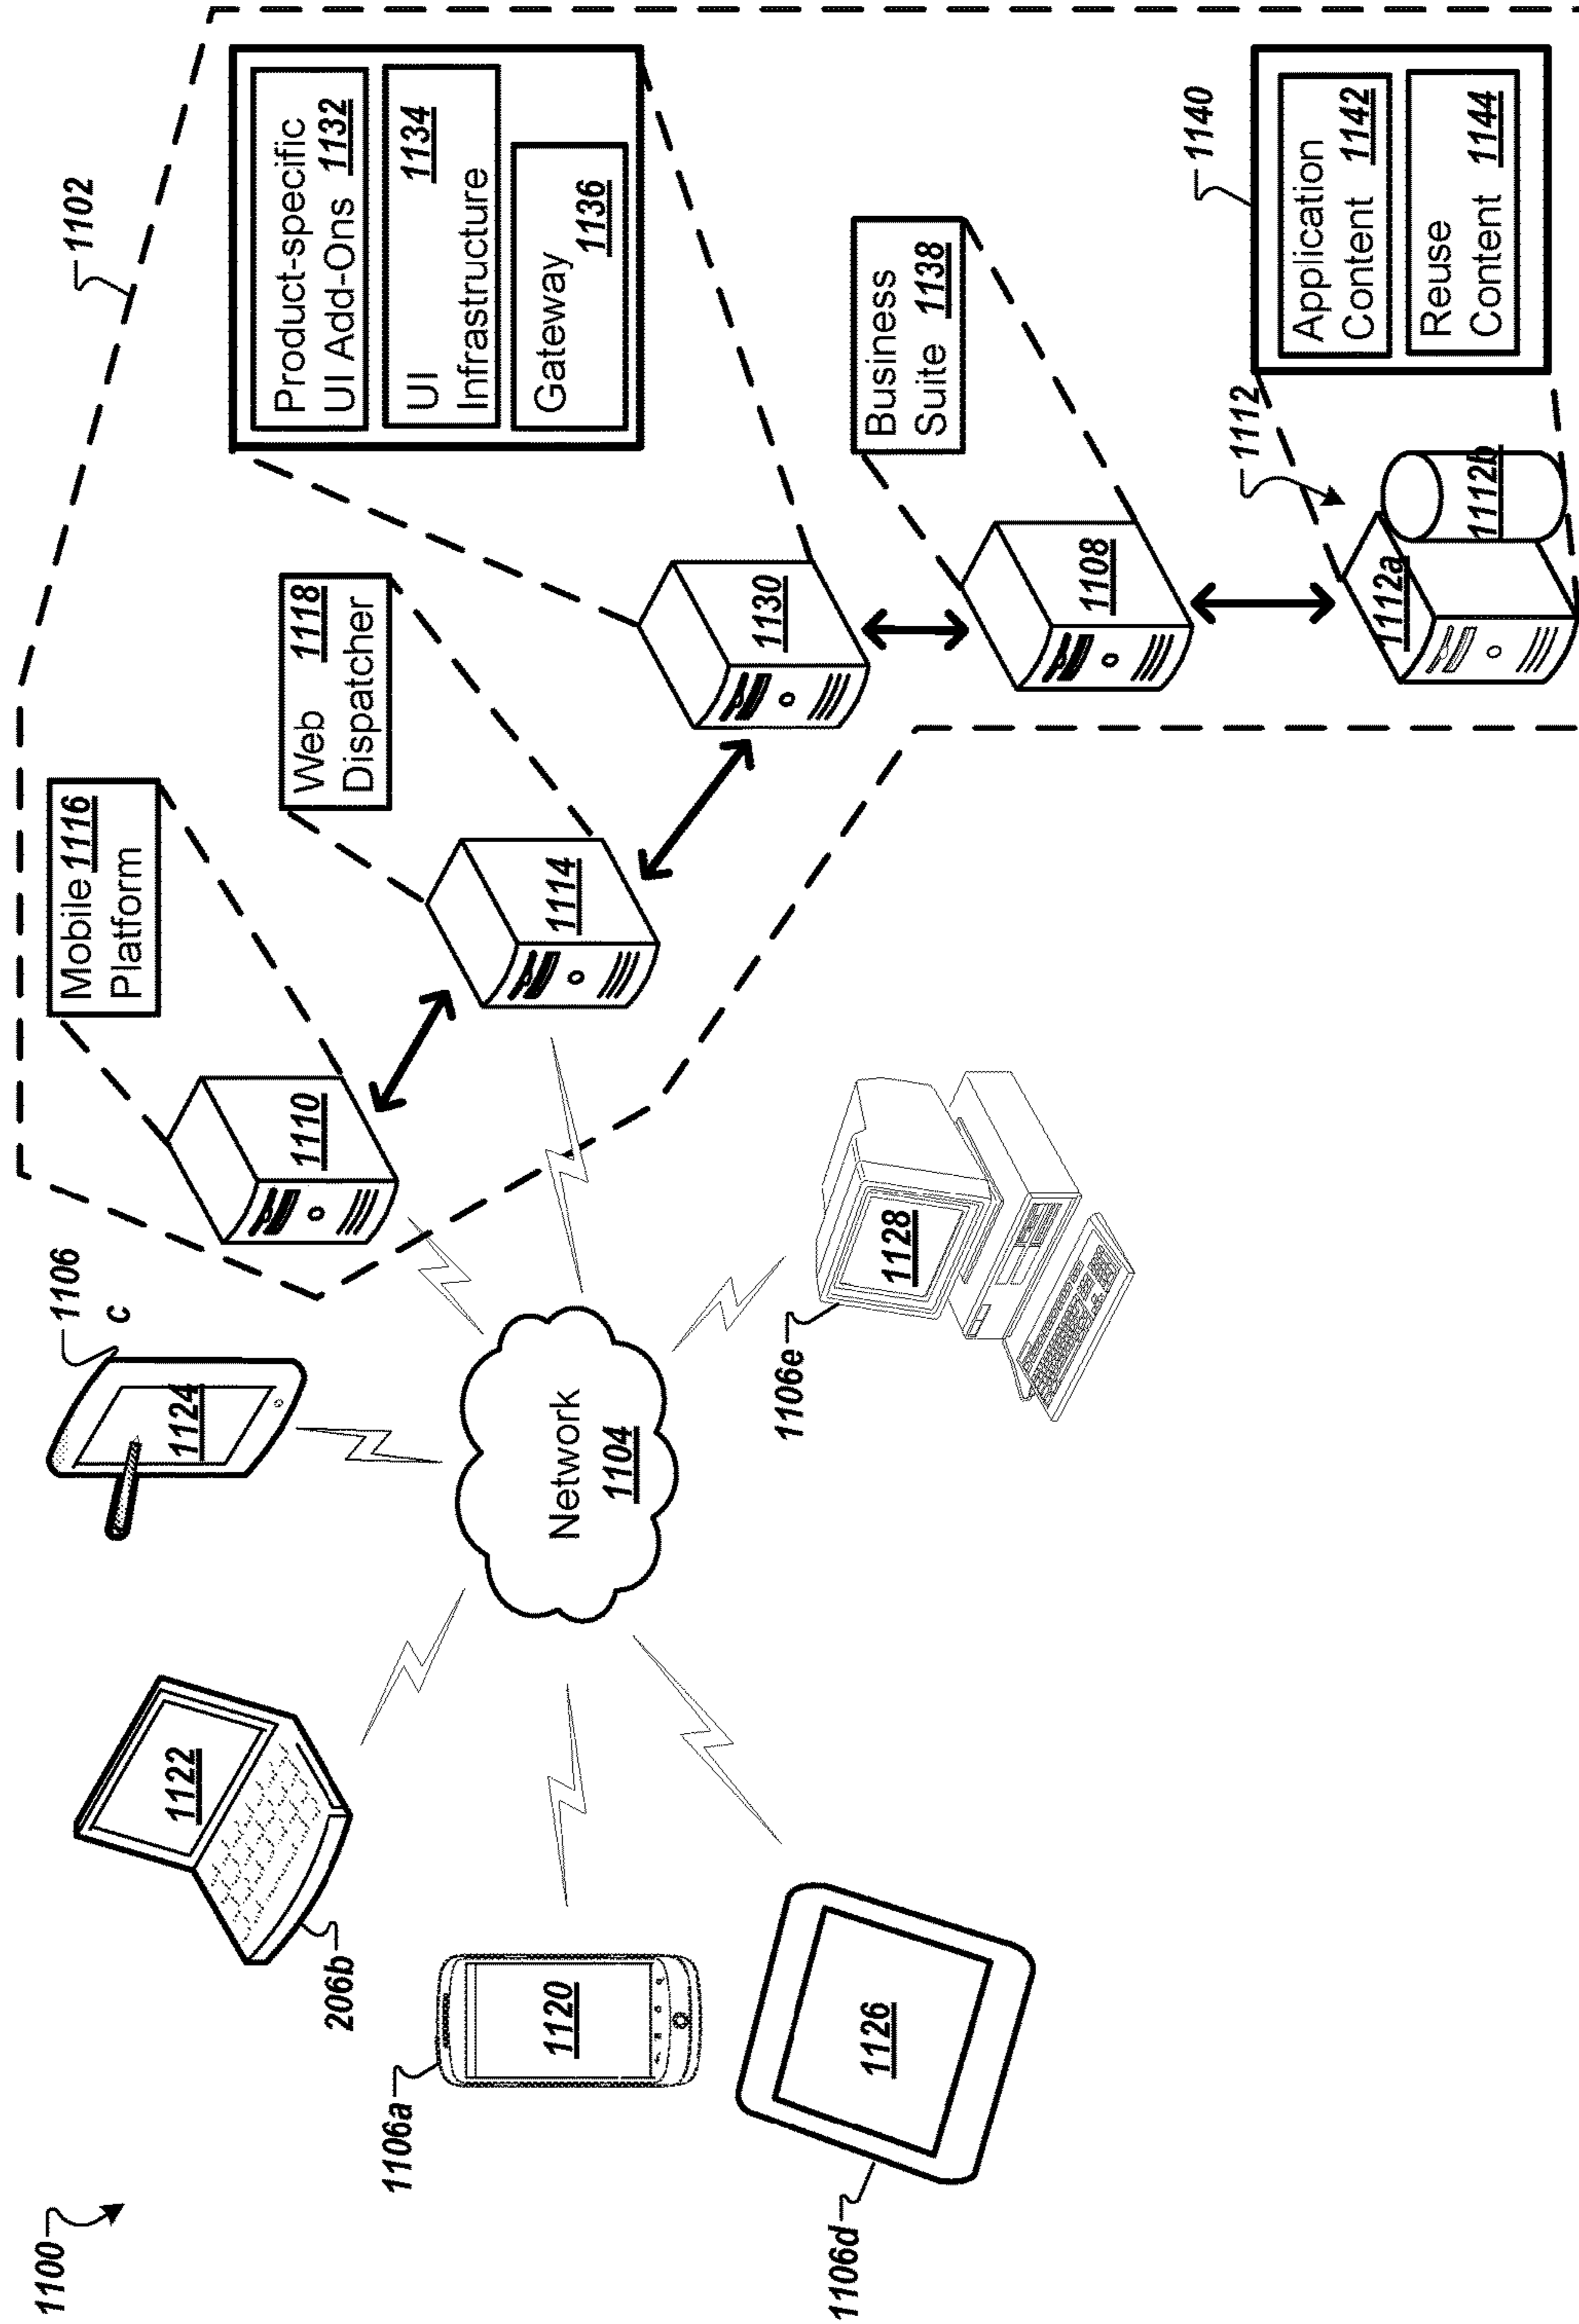 1100
1102
Mobile 1116
Platform
Web 1118
Dispatcher
Product-specific
UI Add-Ons 1132
UI 1134
Infrastructure
Gateway
1136
Business
Suite 1138
1140
Application
Content 1142
Reuse
Content 1144
1110
1114
1130
1108
1112
1112a
1112b
1106
c
1124
1122
206b
1106a
1120
Network
1104
1106e
1128
1106d
1126